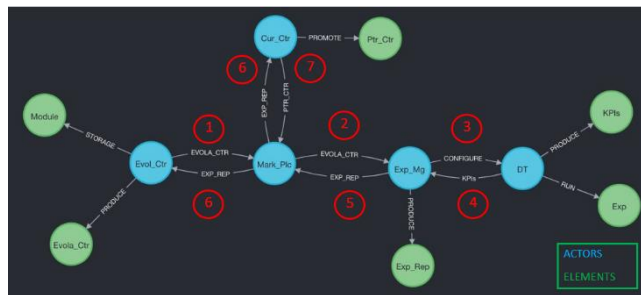 Cur_Ctr
PROMOTE
Ptr_Ctr
6
7
EXP_REP
PTR_CTR
Module
STORAGE
1
2
3
KPIs
PRODUCE
Evol_Ctr
EVOLA_CTR
Mark_Plc
EVOLA_CTR
Exp_Mg
CONFIGURE
DT
EXP_REP
EXP_REP
KPIs
RUN
PRODUCE
6
5
4
Exp
PRODUCE
Evola_Ctr
Exp_Rep
ACTORS
ELEMENTS